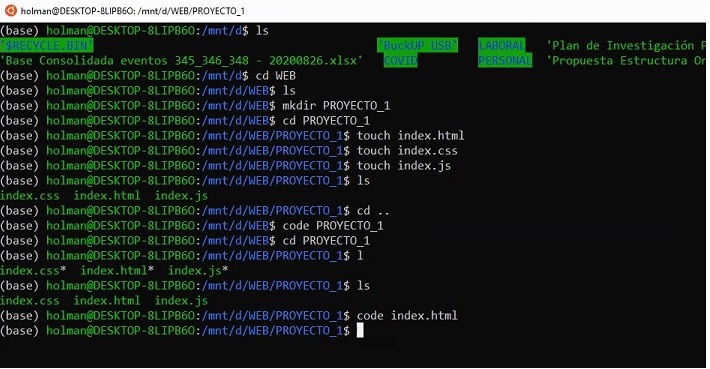 holman@DESKTOP-8LIPB6O: /mnt/d/WEB/PROYECTO_1
(base) holman@DESKTOP-8LIPB6O:/mnt/d$ ls
'$RECYCLE.BIN' 'BuckUP USB' LABORAL 'Plan de Investigación P
'Base Consolidada eventos 345_346_348 - 20200826.xlsx' COVID PERSONAL 'Propuesta Estructura Or
(base) holman@DESKTOP-8LIPB6O:/mnt/d$ cd WEB
(base) holman@DESKTOP-8LIPB6O:/mnt/d/WEB$ ls
(base) holman@DESKTOP-8LIPB6O:/mnt/d/WEB$ mkdir PROYECTO_1
(base) holman@DESKTOP-8LIPB6O:/mnt/d/WEB$ cd PROYECTO_1
(base) holman@DESKTOP-8LIPB6O:/mnt/d/WEB/PROYECTO_1$ touch index.html
(base) holman@DESKTOP-8LIPB6O:/mnt/d/WEB/PROYECTO_1$ touch index.css
(base) holman@DESKTOP-8LIPB6O:/mnt/d/WEB/PROYECTO_1$ touch index.js
(base) holman@DESKTOP-8LIPB6O:/mnt/d/WEB/PROYECTO_1$ ls
index.css index.html index.js
(base) holman@DESKTOP-8LIPB6O:/mnt/d/WEB/PROYECTO_1$ cd ..
(base) holman@DESKTOP-8LIPB6O:/mnt/d/WEB$ code PROYECTO_1
(base) holman@DESKTOP-8LIPB6O:/mnt/d/WEB$ cd PROYECTO_1
(base) holman@DESKTOP-8LIPB6O:/mnt/d/WEB/PROYECTO_1$ l
index.css* index.html* index.js*
(base) holman@DESKTOP-8LIPB6O:/mnt/d/WEB/PROYECTO_1$ ls
index.css index.html index.js
(base) holman@DESKTOP-8LIPB6O:/mnt/d/WEB/PROYECTO_1$ code index.html
(base) holman@DESKTOP-8LIPB6O:/mnt/d/WEB/PROYECTO_1$